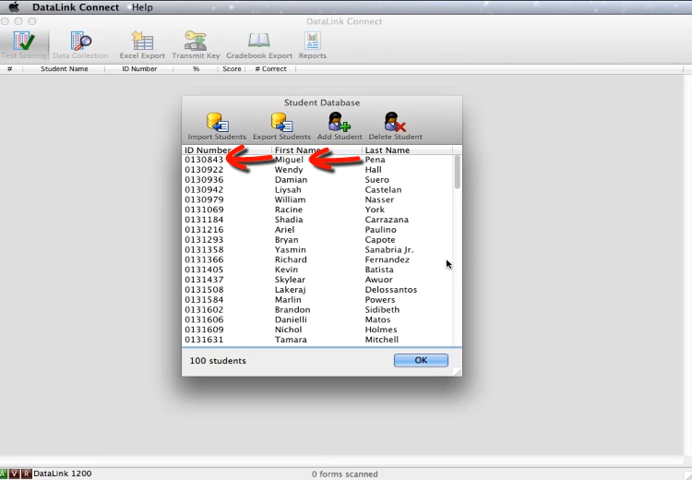 DataLink Connect Help
DataLink Connect
Test Scoring Data Collection Excel Export Transmit Key Gradebook Export Reports
# Student Name ID Number % Score # Correct
Student Database
Import Students Export Students Add Student Delete Student
ID Number First Name Last Name
0130843 Miguel Pena
0130922 Wendy Hall
0130936 Damian Suero
0130942 Liysah Castelan
0130979 William Nasser
0131069 Racine York
0131184 Shadia Carrazana
0131216 Ariel Paulino
0131293 Bryan Capote
0131358 Yasmin Sanabria Jr.
0131366 Richard Fernandez
0131405 Kevin Batista
0131437 Skylear Awuor
0131508 Lakeraj Delossantos
0131584 Marlin Powers
0131602 Brandon Sidibeth
0131606 Danielli Matos
0131609 Nichol Holmes
0131631 Tamara Mitchell
100 students OK
A V R DataLink 1200 0 forms scanned